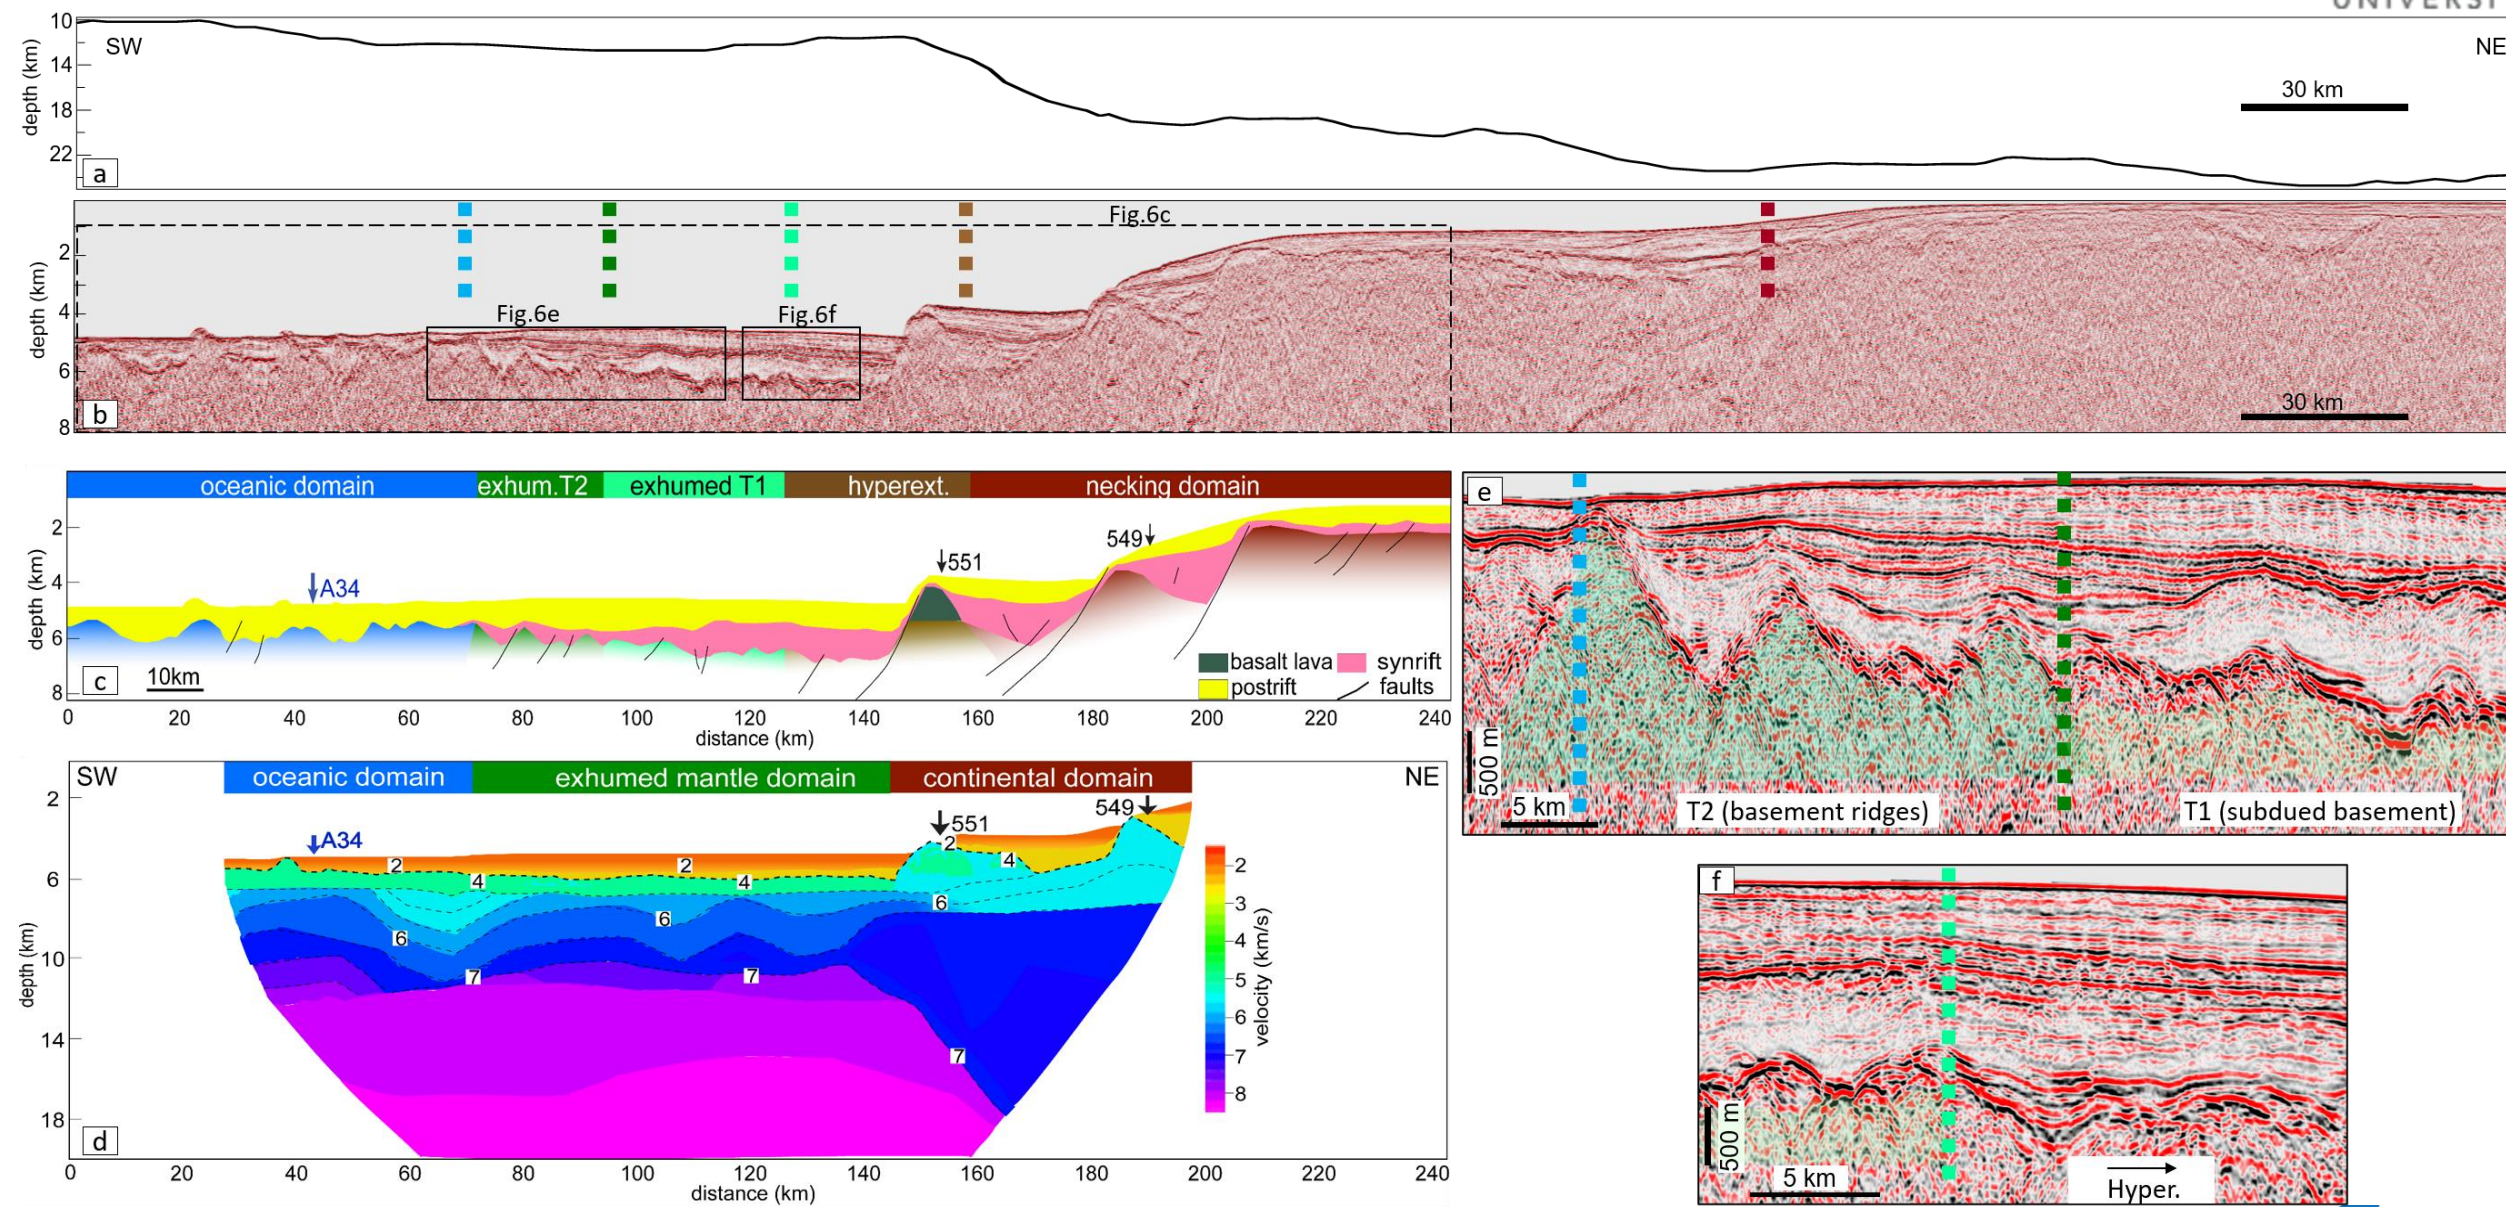 UNIVERSI
10
SW
NE
14
30 km
18
22
depth (km)
a
Fig.6c
2
4
Fig.6e
Fig.6f
6
30 km
8
depth (km)
b
oceanic domain exhum.T2 exhumed T1 hyperext. necking domain
2
549
551
4
A34
6
basalt lava synrift
postrift faults
8
depth (km)
c
10km
0 20 40 60 80 100 120 140 160 180 200 220 240
distance (km)
SW
oceanic domain exhumed mantle domain continental domain
NE
2
549
551
A34
2
2
2
4
4
4
6
6
6
6
10
7
7
14
7
18
depth (km)
d
2
3
4
5
6
7
8
velocity (km/s)
0 20 40 60 80 100 120 140 160 180 200 220 240
distance (km)
e
500 m
5 km
T2 (basement ridges)
T1 (subdued basement)
f
500 m
5 km
Hyper.